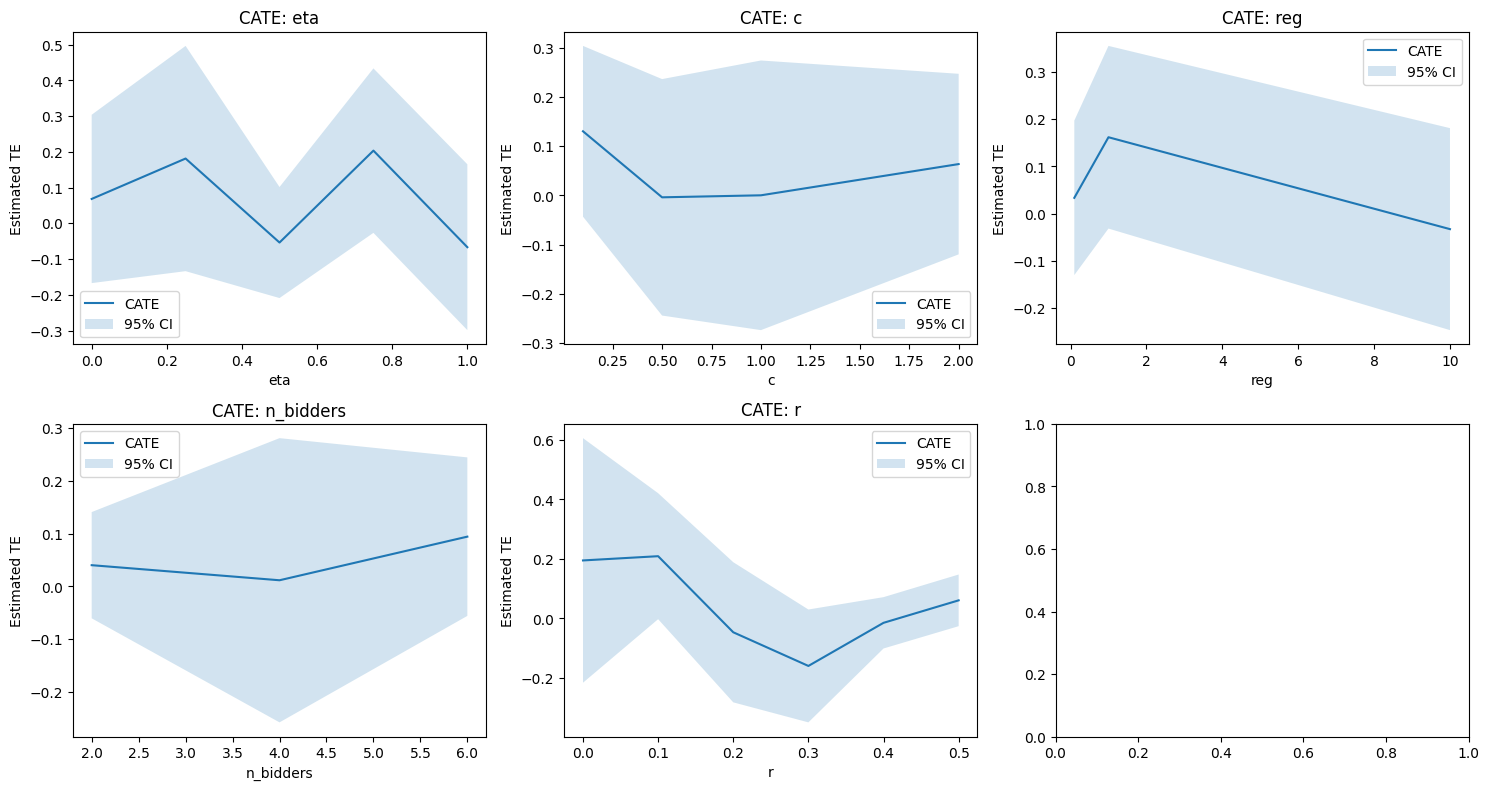 CATE: eta
Estimated TE
0.5
0.4
0.3
0.2
0.1
0.0
−0.1
−0.2
−0.3
CATE
95% CI
0.0 0.2 0.4 0.6 0.8 1.0
eta
CATE: c
Estimated TE
0.3
0.2
0.1
0.0
−0.1
−0.2
−0.3
CATE
95% CI
0.25 0.50 0.75 1.00 1.25 1.50 1.75 2.00
c
CATE: reg
Estimated TE
CATE
95% CI
0.3
0.2
0.1
0.0
−0.1
−0.2
0 2 4 6 8 10
reg
CATE: n_bidders
Estimated TE
CATE
95% CI
0.3
0.2
0.1
0.0
−0.1
−0.2
2.0 2.5 3.0 3.5 4.0 4.5 5.0 5.5 6.0
n_bidders
CATE: r
Estimated TE
CATE
95% CI
0.6
0.4
0.2
0.0
−0.2
0.0 0.1 0.2 0.3 0.4 0.5
r
1.0
0.8
0.6
0.4
0.2
0.0
0.0 0.2 0.4 0.6 0.8 1.0